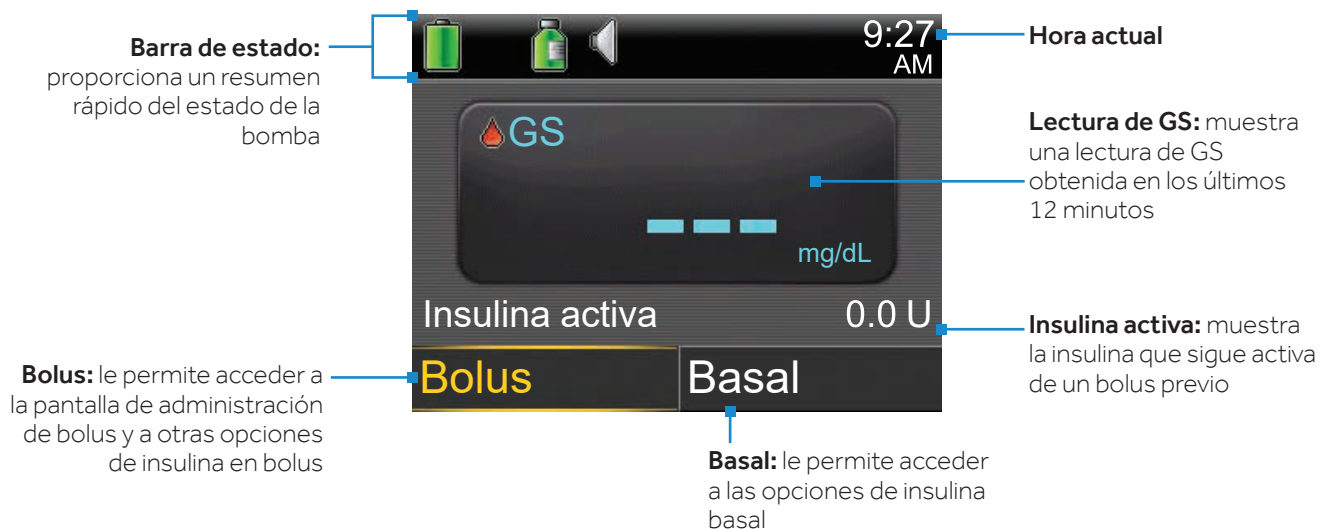 Barra de estado:
proporciona un resumen
rápido del estado de la
bomba
9:27
AM
Hora actual
GS
Lectura de GS: muestra
una lectura de GS
obtenida en los últimos
12 minutos
--- 
mg/dL
Insulina activa 0.0 U
Insulina activa: muestra
la insulina que sigue activa
de un bolus previo
Bolus: le permite acceder a
la pantalla de administración
de bolus y a otras opciones
de insulina en bolus
Bolus Basal
Basal: le permite acceder
a las opciones de insulina
basal